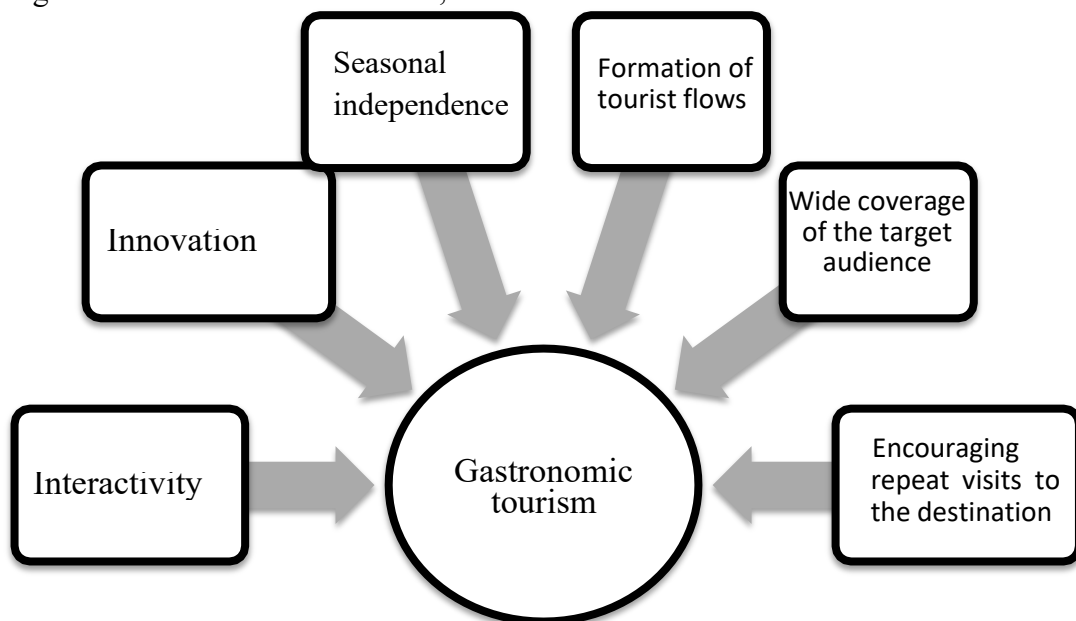 Seasonal
independence
Formation of
tourist flows
Innovation
Wide coverage
of the target
audience
Interactivity
Gastronomic
tourism
Encouraging
repeat visits to
the destination